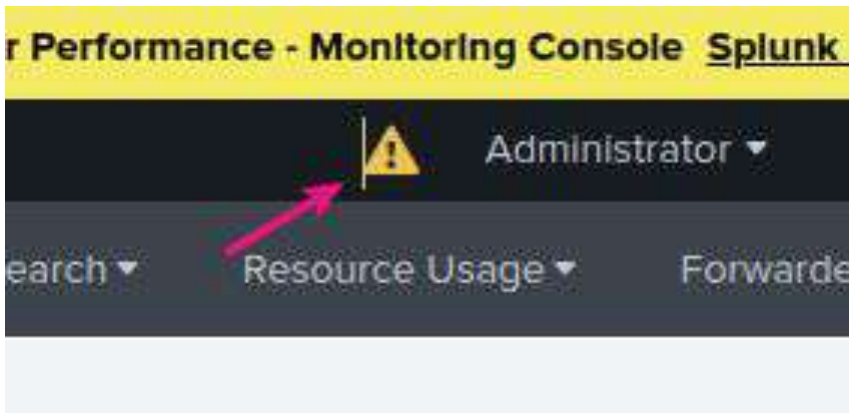 r Performance - Monitoring Console Splunk
Administrator
earch Resource Usage Forwarde